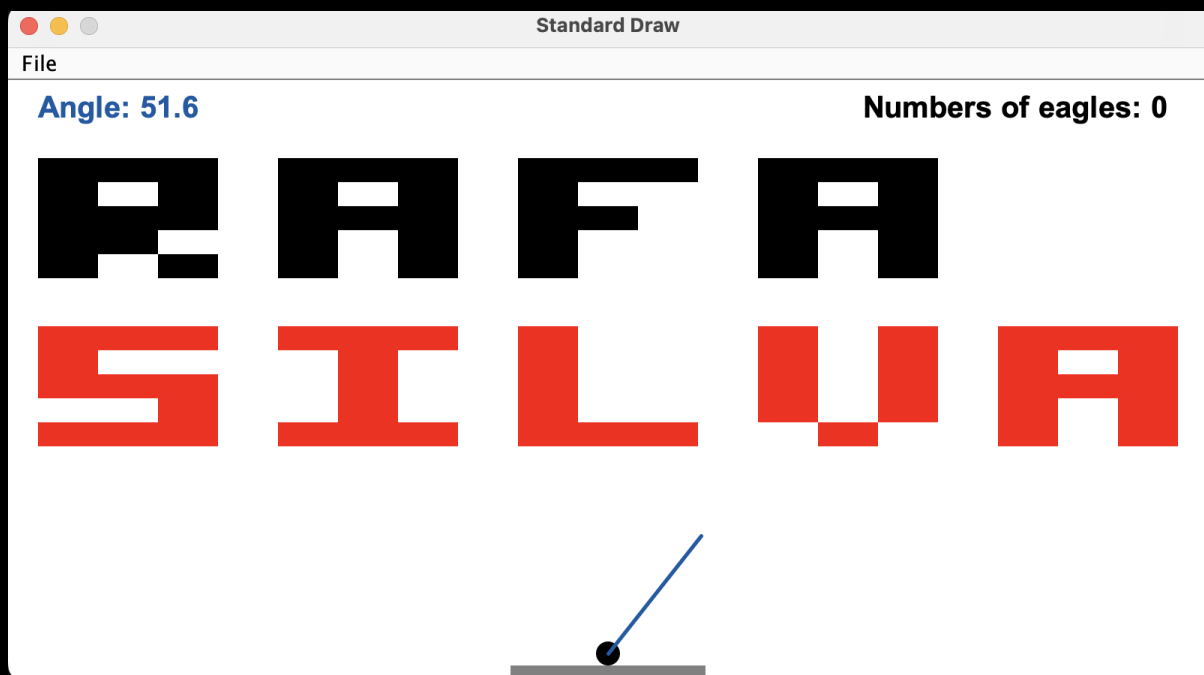 Standard Draw
File
Angle: 51.6
Numbers of eagles: 0
RAFA
SILVA